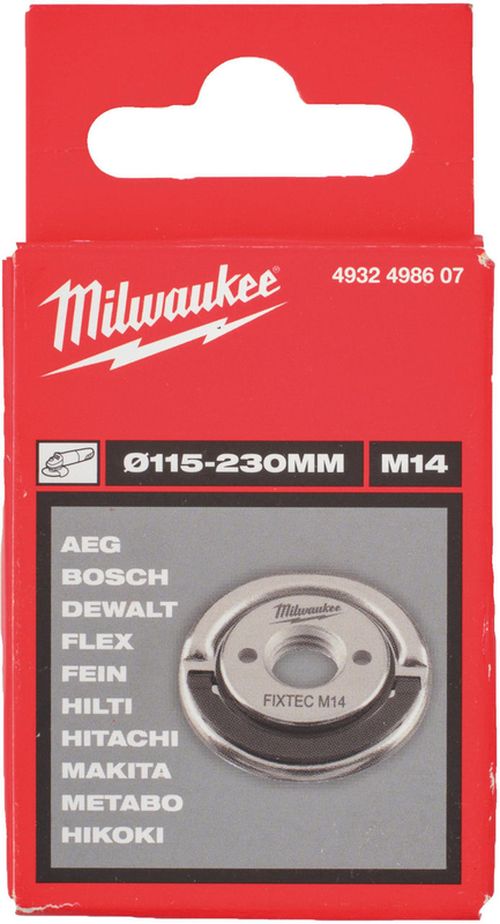 Milwaukee®
4932 4986 07
Ø115-230MM
M14
AEG
BOSCH
DEWALT
FLEX
FEIN
HILTI
HITACHI
MAKITA
METABO
HIKOKI
Milwaukee
FIXTEC M14